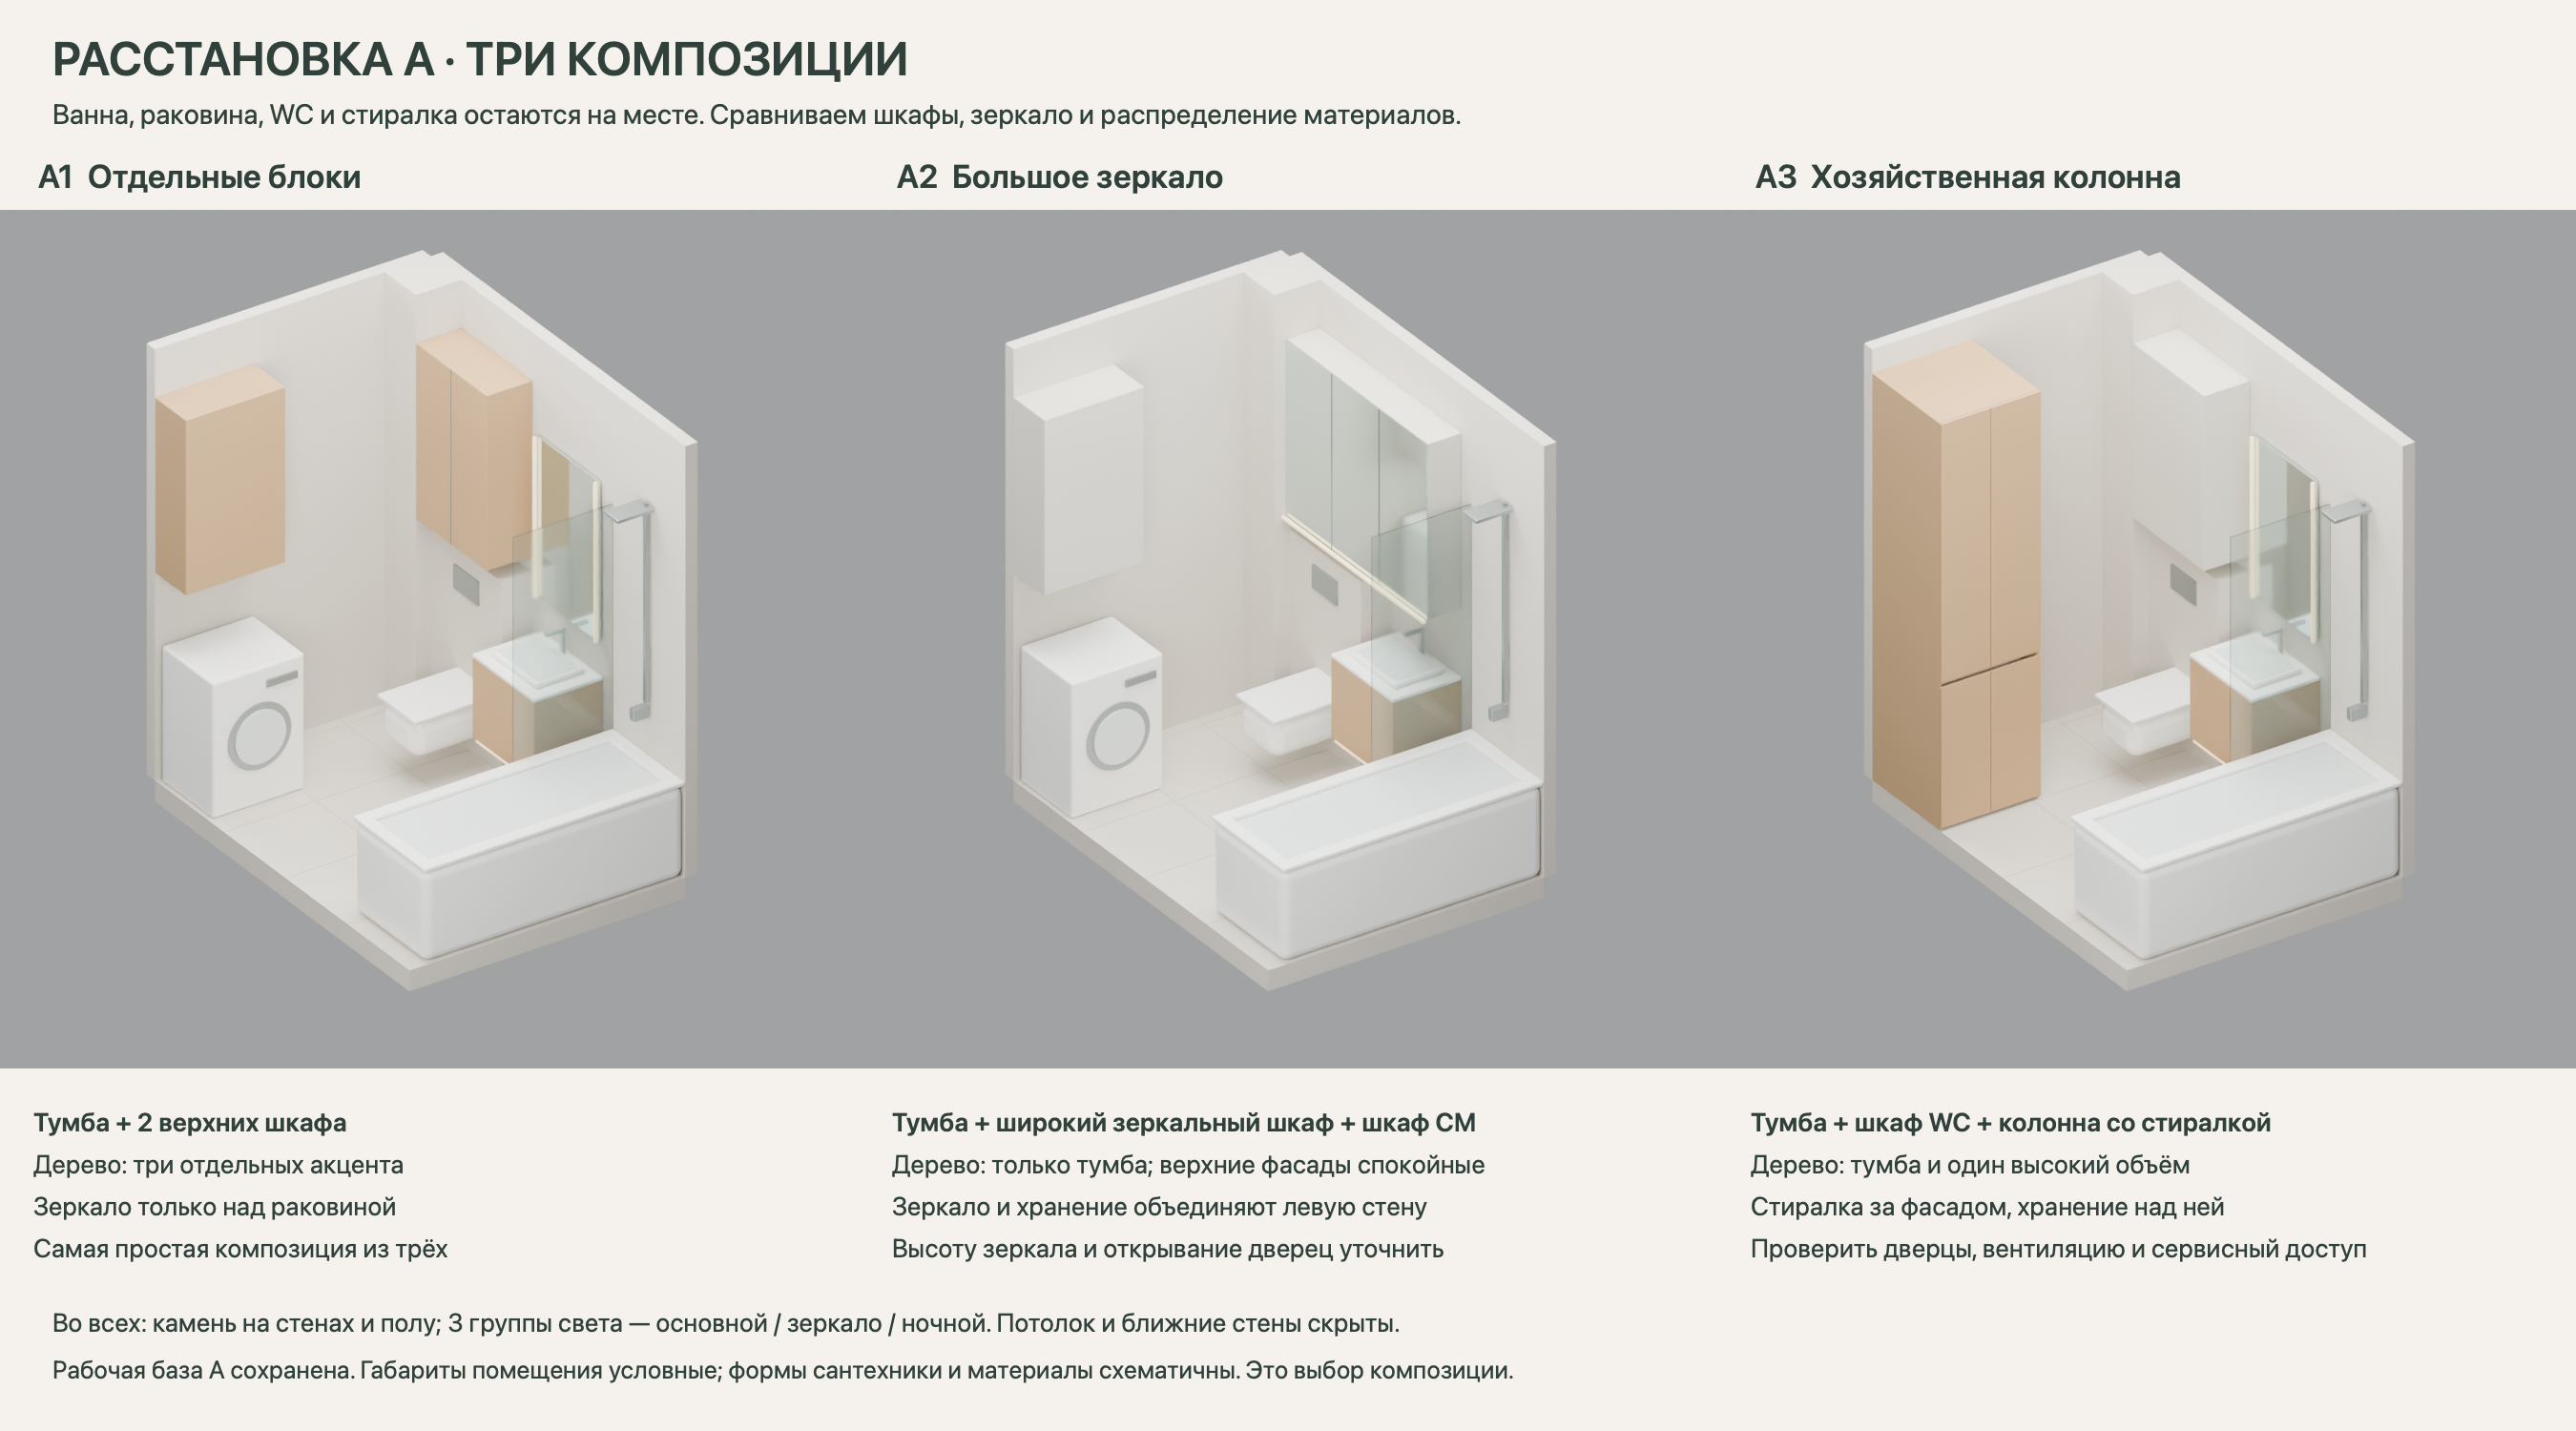 РАССТАНОВКА А · ТРИ КОМПОЗИЦИИ
Ванна, раковина, WC и стиралка остаются на месте. Сравниваем шкафы, зеркало и распределение материалов.
А1 Отдельные блоки
А2 Большое зеркало
А3 Хозяйственная колонна
Тумба + 2 верхних шкафа
Дерево: три отдельных акцента
Зеркало только над раковиной
Самая простая композиция из трёх
Тумба + широкий зеркальный шкаф + шкаф СМ
Дерево: только тумба; верхние фасады спокойные
Зеркало и хранение объединяют левую стену
Высоту зеркала и открывание дверец уточнить
Тумба + шкаф WC + колонна со стиралкой
Дерево: тумба и один высокий объём
Стиралка за фасадом, хранение над ней
Проверить дверцы, вентиляцию и сервисный доступ
Во всех: камень на стенах и полу; 3 группы света — основной / зеркало / ночной. Потолок и ближние стены скрыты.
Рабочая база А сохранена. Габариты помещения условные; формы сантехники и материалы схематичны. Это выбор композиции.